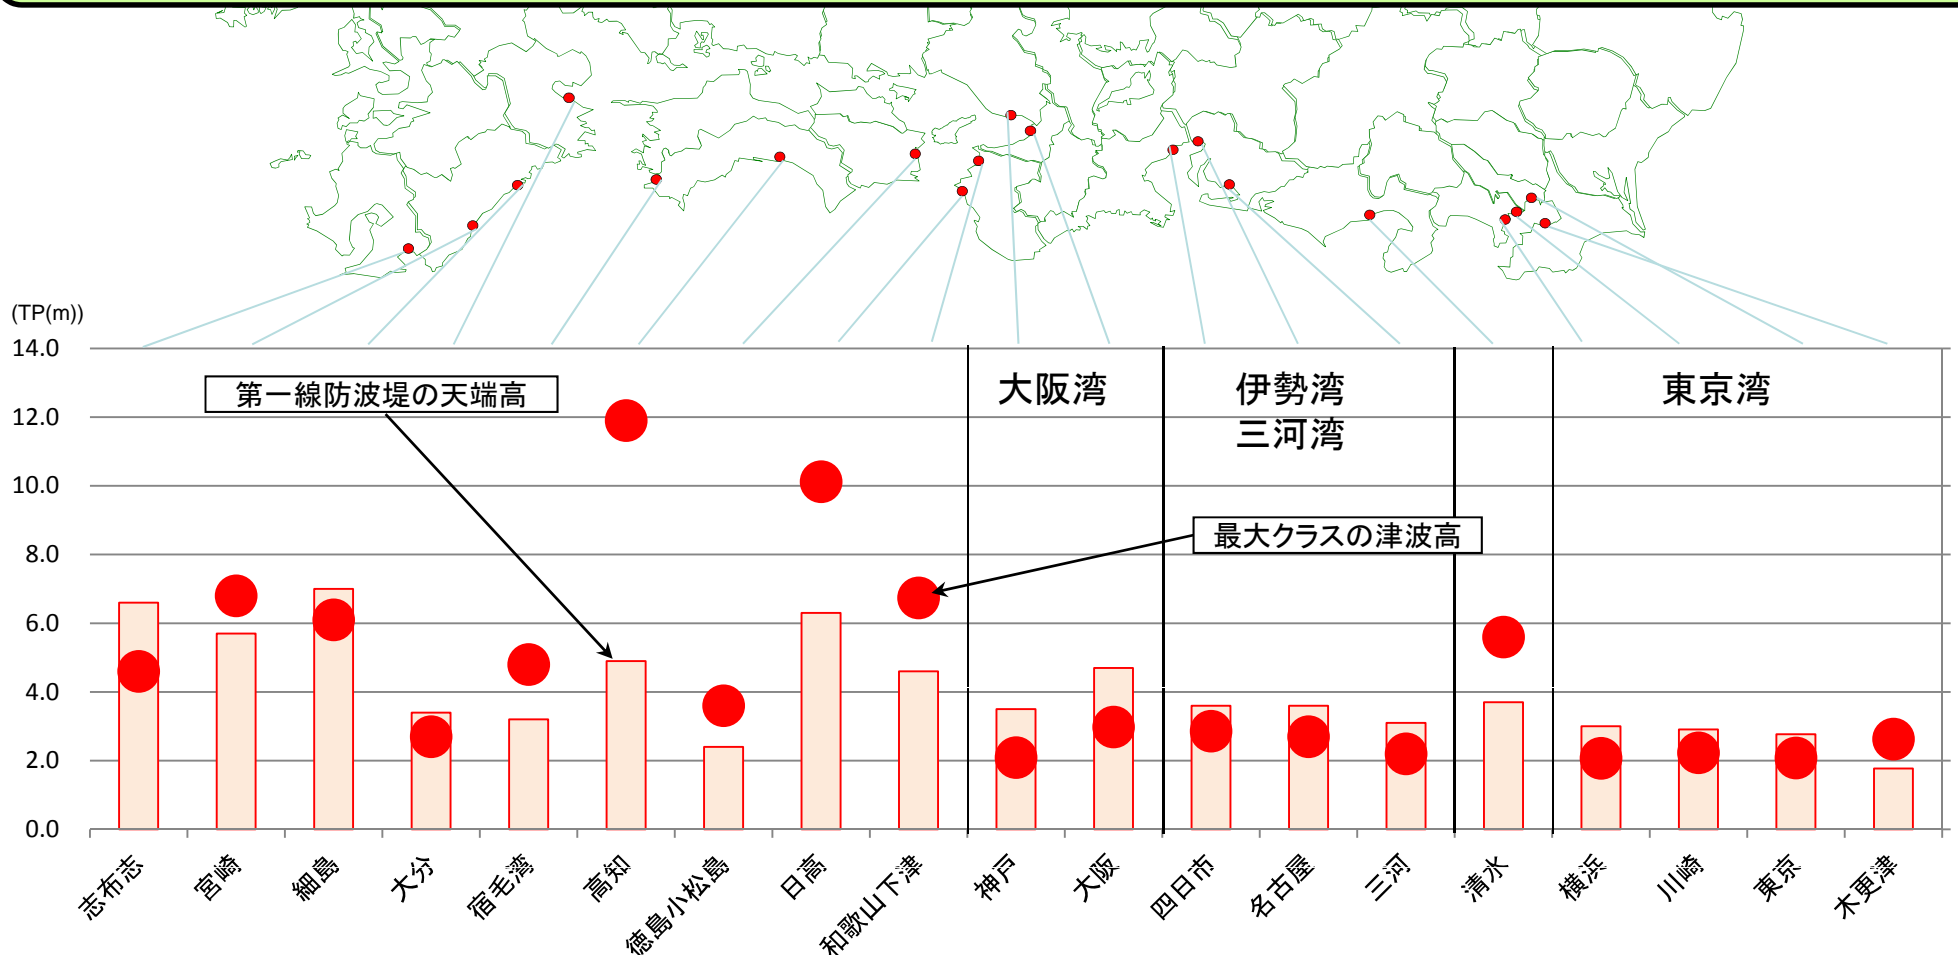 (TP(m))
14.0
12.0
10.0
8.0
6.0
4.0
2.0
0.0
第一線防波堤の天端高
最大クラスの津波高
大阪湾
伊勢湾
三河湾
東京湾
志布志
宮崎
細島
大分
宿毛湾
高知
徳島小松島
日高
和歌山下津
神戸
大阪
四日市
名古屋
三河
清水
横浜
川崎
東京
木更津